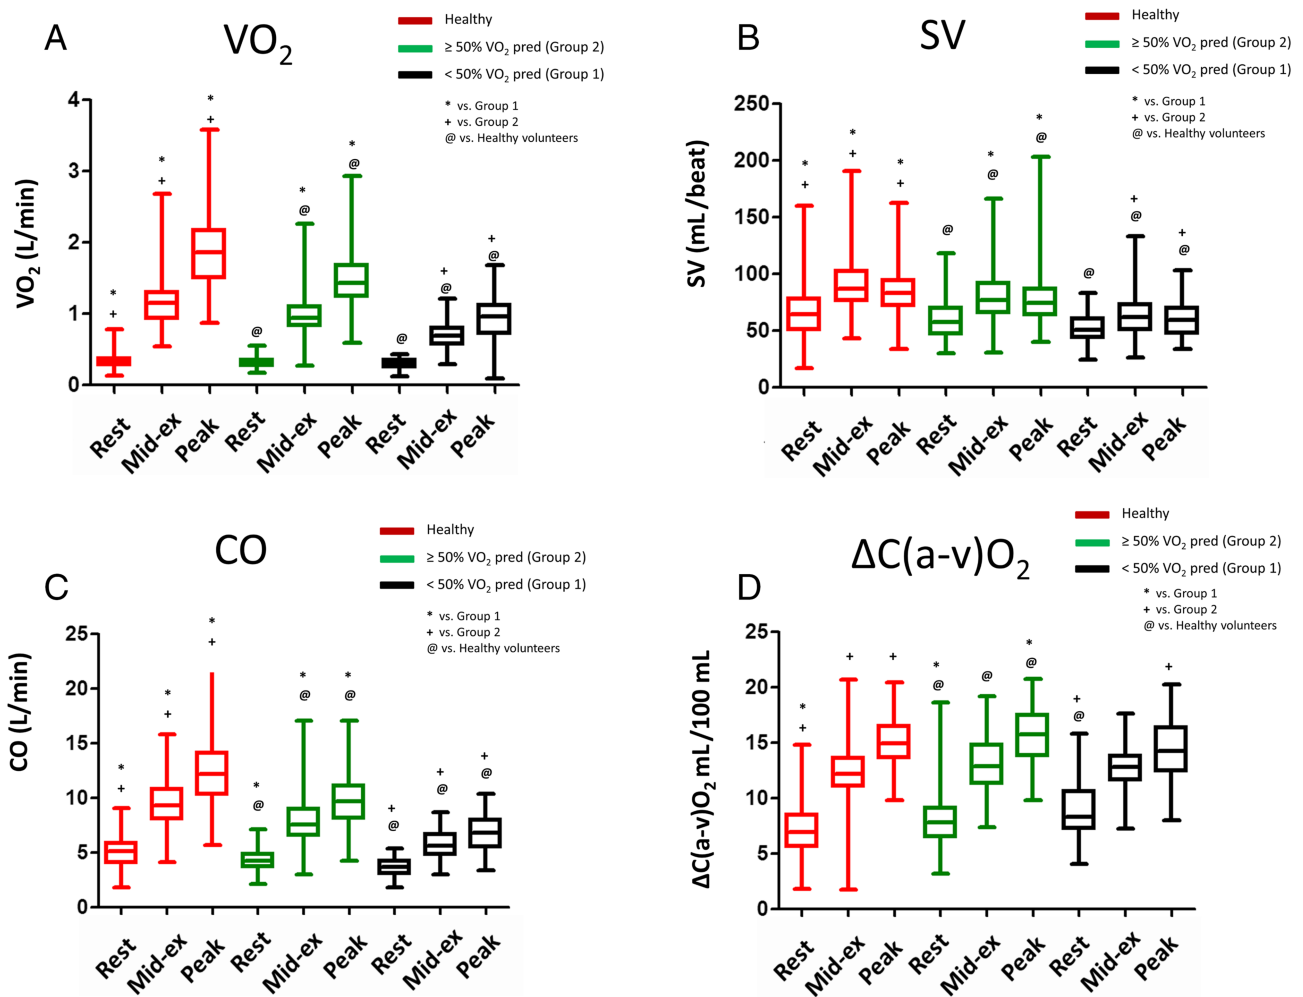 A
VO₂
Healthy
≥ 50% VO₂ pred (Group 2)
< 50% VO₂ pred (Group 1)
* vs. Group 1
+ vs. Group 2
@ vs. Healthy volunteers
VO₂ (L/min)
4
3
2
1
0
* + * + * + @ * @ * @ @ + @ + @
Rest Mid-ex Peak Rest Mid-ex Peak Rest Mid-ex Peak
B
SV
Healthy
≥ 50% VO₂ pred (Group 2)
< 50% VO₂ pred (Group 1)
* vs. Group 1
+ vs. Group 2
@ vs. Healthy volunteers
SV (mL/beat)
250
200
150
100
50
0
* + * + * + @ * @ * @ @ + @ + @
Rest Mid-ex Peak Rest Mid-ex Peak Rest Mid-ex Peak
C
CO
Healthy
≥ 50% VO₂ pred (Group 2)
< 50% VO₂ pred (Group 1)
* vs. Group 1
+ vs. Group 2
@ vs. Healthy volunteers
CO (L/min)
25
20
15
10
5
0
* + * + * + * @ * @ * @ + @ + @ + @
Rest Mid-ex Peak Rest Mid-ex Peak Rest Mid-ex Peak
D
ΔC(a-v)O₂
Healthy
≥ 50% VO₂ pred (Group 2)
< 50% VO₂ pred (Group 1)
* vs. Group 1
+ vs. Group 2
@ vs. Healthy volunteers
ΔC(a-v)O₂ mL/100 mL
25
20
15
10
5
0
* + + + * @ @ * @ + @ +
Rest Mid-ex Peak Rest Mid-ex Peak Rest Mid-ex Peak